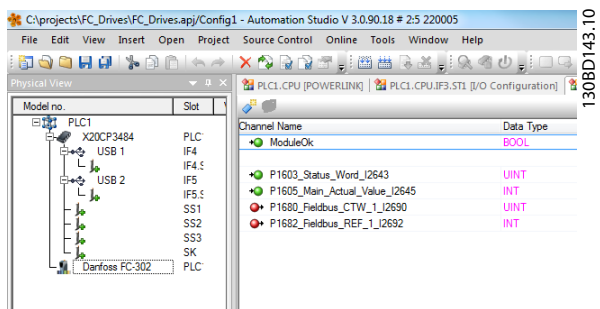 C:\projects\FC_Drives\FC_Drives.apj/Config1 - Automation Studio V 3.0.90.18 # 2:5 220005
File Edit View Insert Open Project Source Control Online Tools Window Help
Physical View
PLC1.CPU [POWERLINK] PLC1.CPU.IF3.ST1 [I/O Configuration]
Model no. Slot
Channel Name Data Type
PLC1
X20CP3484 PLC
+ ModuleOk BOOL
USB 1 IF4
IF4.S
USB 2 IF5
P1603_Status_Word_I2643 UINT
IF5.S
P1605_Main_Actual_Value_I2645 INT
SS1
P1680_Fieldbus_CTW_1_I2690 UINT
SS2
P1682_Fieldbus_REF_1_I2692 INT
SS3
SK
Danfoss FC-302 PLC
130BD143.10